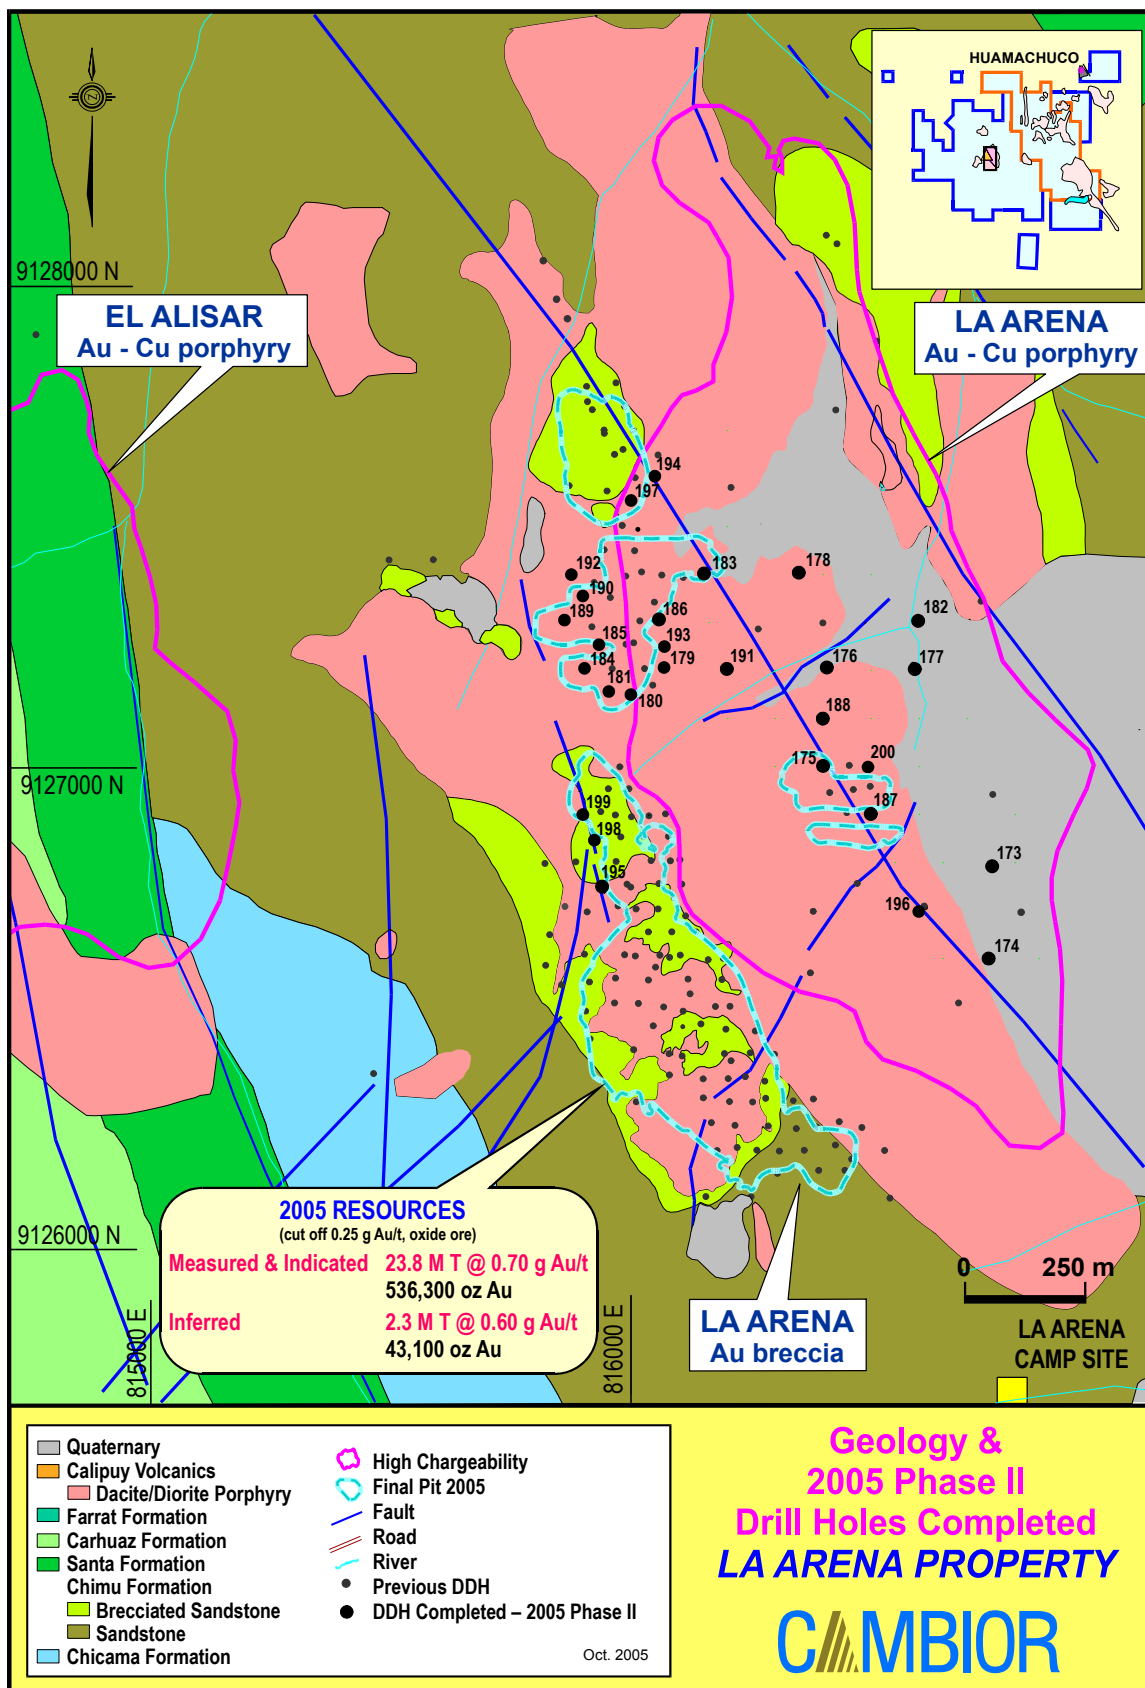 HUAMACHUCO
9128000 N
EL ALISAR
Au - Cu porphyry
LA ARENA
Au - Cu porphyry
194
197
192
190
189
183
178
186
185
193
184
179
181
180
191
182
176
177
188
175
200
187
9127000 N
199
198
195
173
196
174
2005 RESOURCES
(cut off 0.25 g Au/t, oxide ore)
Measured & Indicated 23.8 M T @ 0.70 g Au/t
536,300 oz Au
Inferred 2.3 M T @ 0.60 g Au/t
43,100 oz Au
9126000 N
815000 E
816000 E
LA ARENA
Au breccia
0 250 m
LA ARENA
CAMP SITE
Quaternary
Calipuy Volcanics
Dacite/Diorite Porphyry
Farrat Formation
Carhuaz Formation
Santa Formation
Chimu Formation
Brecciated Sandstone
Sandstone
Chicama Formation
High Chargeability
Final Pit 2005
Fault
Road
River
Previous DDH
DDH Completed – 2005 Phase II
Oct. 2005
Geology &
2005 Phase II
Drill Holes Completed
LA ARENA PROPERTY
CAMBIOR